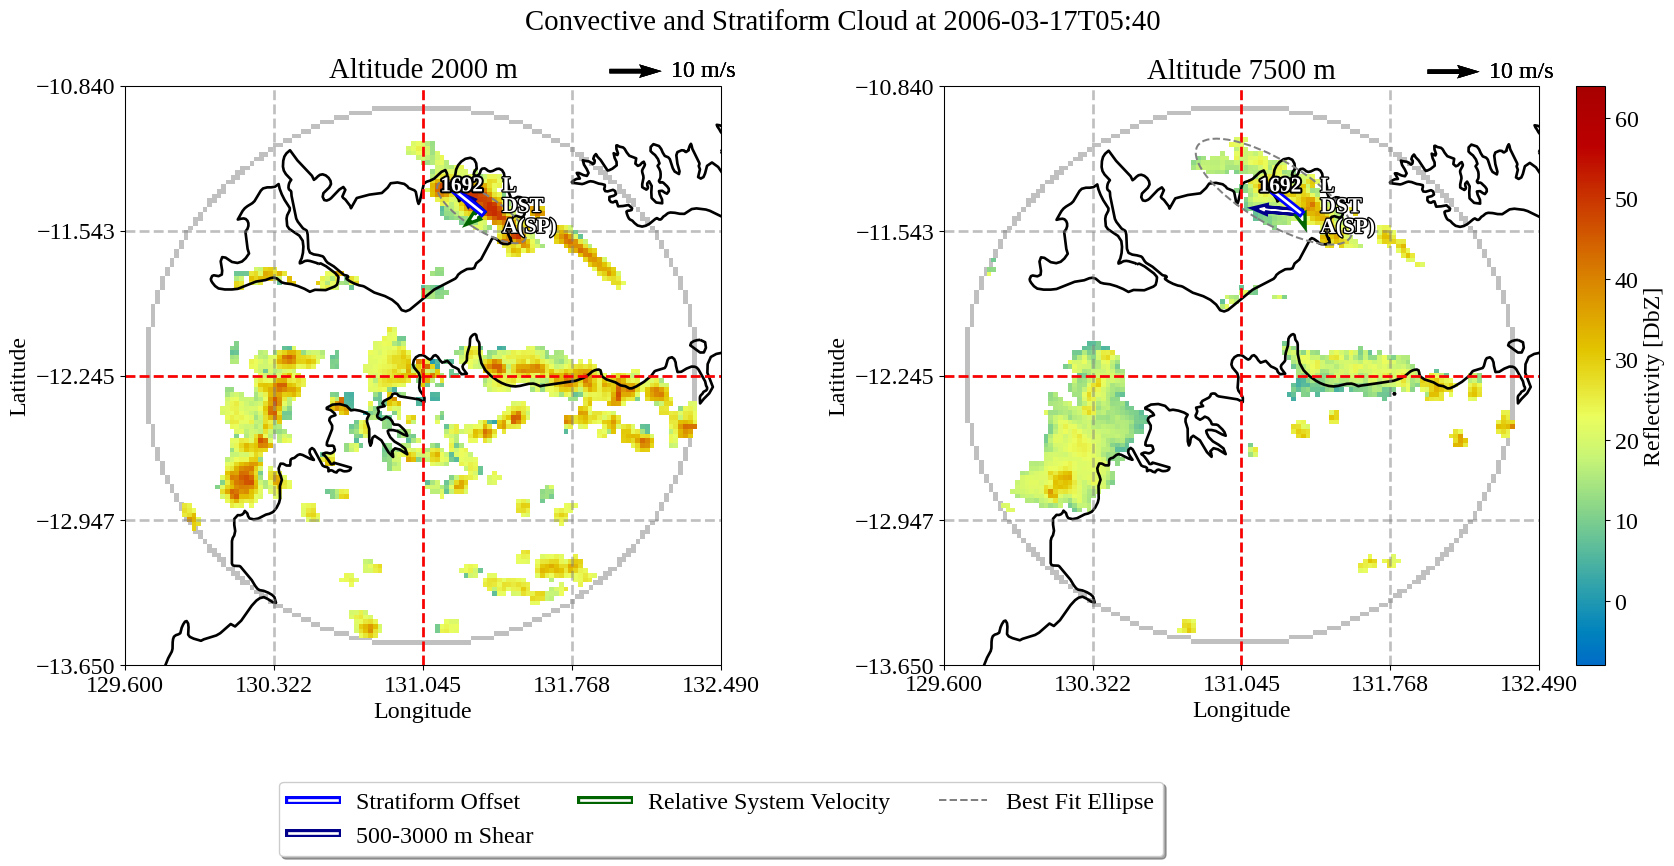 Convective and Stratiform Cloud at 2006-03-17T05:40
Altitude 2000 m
10 m/s
−10.840
−11.543
−12.245
−12.947
−13.650
Latitude
1692
L
DST
A(SP)
129.600
130.322
131.045
131.768
132.490
Longitude
Altitude 7500 m
10 m/s
−10.840
−11.543
−12.245
−12.947
−13.650
Latitude
1692
L
DST
A(SP)
129.600
130.322
131.045
131.768
132.490
Longitude
60
50
40
30
20
10
0
Reflectivity [DbZ]
Stratiform Offset
500-3000 m Shear
Relative System Velocity
Best Fit Ellipse